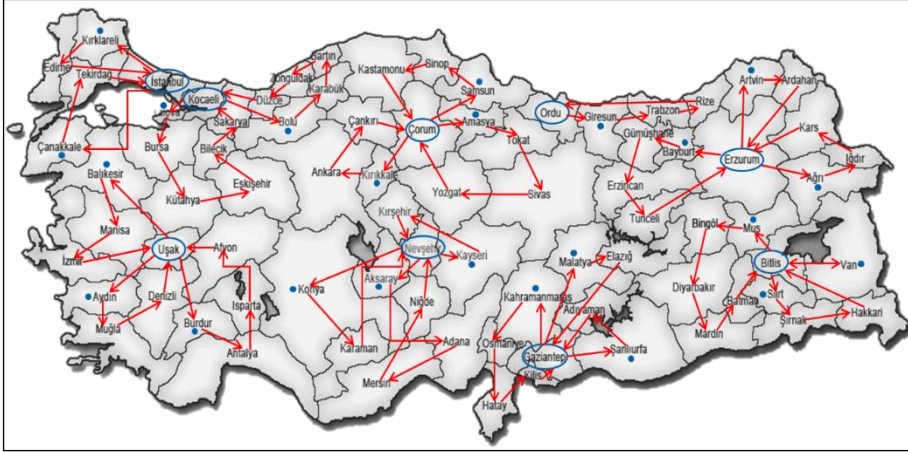 Kırklareli
Edirne
Tekirdağ
İstanbul
Kocaeli
Sakarya
Düzce
Zonguldak
Bartın
Karabük
Bolu
Kastamonu
Sinop
Samsun
Çankırı
Çorum
Amasya
Tokat
Ordu
Giresun
Trabzon
Rize
Artvin
Ardahan
Kars
Iğdır
Ağrı
Erzurum
Bayburt
Gümüşhane
Erzincan
Tunceli
Çanakkale
Balıkesir
Bursa
Bilecik
Eskişehir
Kütahya
Ankara
Kırıkkale
Yozgat
Sivas
Kırşehir
Nevşehir
Kayseri
Manisa
İzmir
Uşak
Afyon
Aydın
Denizli
Muğla
Burdur
Isparta
Antalya
Konya
Aksaray
Niğde
Karaman
Adana
Mersin
Malatya
Elazığ
Kahramanmaraş
Adıyaman
Osmaniye
Gaziantep
Şanlıurfa
Kilis
Hatay
Bingöl
Muş
Bitlis
Van
Diyarbakır
Batman
Siirt
Mardin
Şırnak
Hakkari